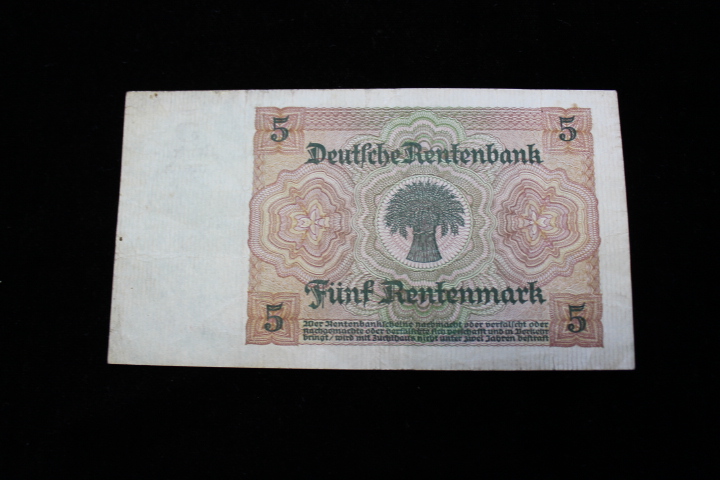 5 5
Deutsche Rentenbank
Fünf Rentenmark
5 5
Wer Rentenbankscheine nachmacht oder verfälscht oder
nachgemachte oder verfälschte sich verschafft und in Verkehr
bringt, wird mit Zuchthaus nicht unter zwei Jahren bestraft